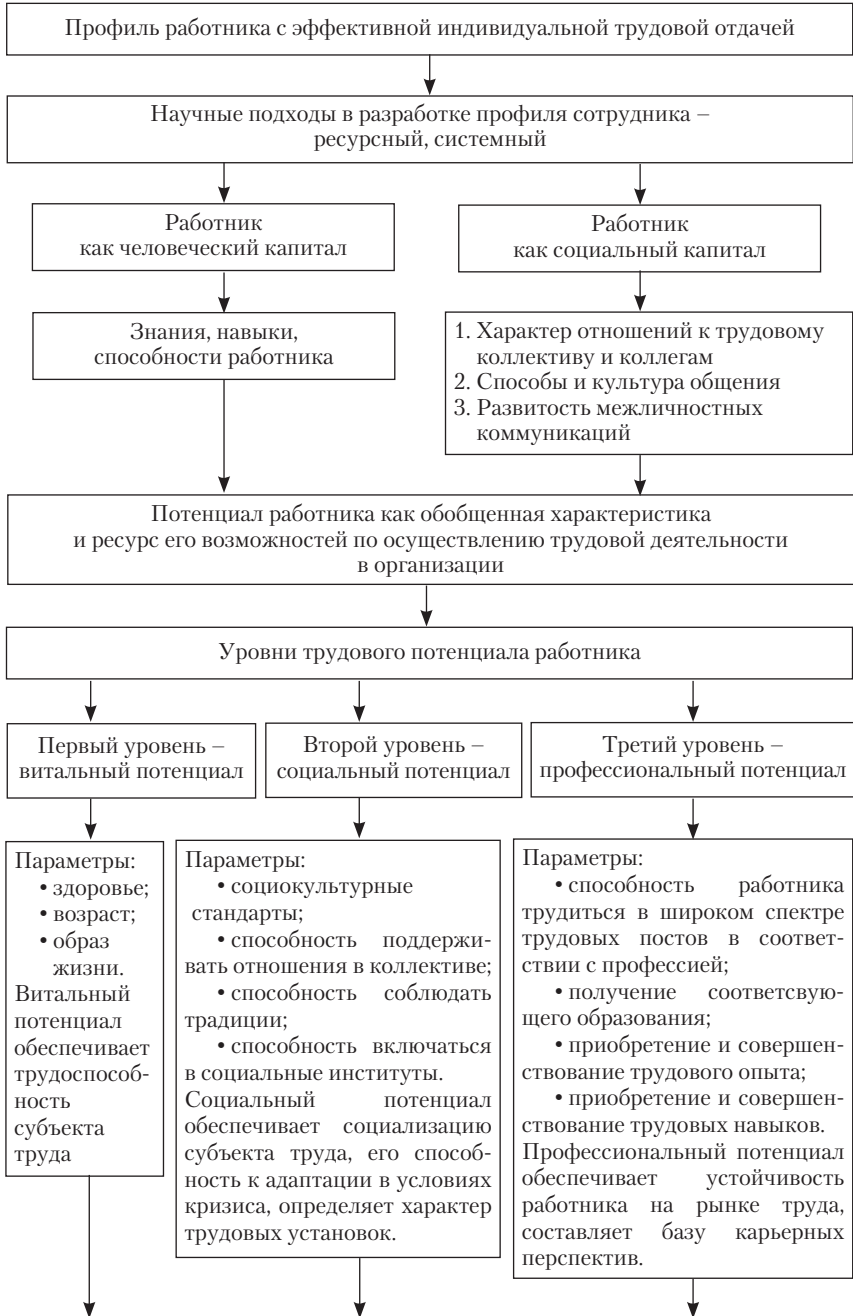 Профиль работника с эффективной индивидуальной трудовой отдачей
Научные подходы в разработке профиля сотрудника –
ресурсный, системный
Работник
как человеческий капитал
Работник
как социальный капитал
Знания, навыки,
способности работника
1. Характер отношений к трудовому
коллективу и коллегам
2. Способы и культура общения
3. Развитость межличностных
коммуникаций
Потенциал работника как обобщенная характеристика
и ресурс его возможностей по осуществлению трудовой деятельности
в организации
Уровни трудового потенциала работника
Первый уровень –
витальный потенциал
Второй уровень –
социальный потенциал
Третий уровень –
профессиональный потенциал
Параметры:
• здоровье;
• возраст;
• образ
жизни.
Витальный
потенциал
обеспечивает
трудоспособ-
ность
субъекта
труда
Параметры:
• социокультурные
стандарты;
• способность поддержи-
вать отношения в коллективе;
• способность соблюдать
традиции;
• способность включаться
в социальные институты.
Социальный потенциал
обеспечивает социализацию
субъекта труда, его способ-
ность к адаптации в условиях
кризиса, определяет характер
трудовых установок.
Параметры:
• способность работника
трудиться в широком спектре
трудовых постов в соответ-
ствии с профессией;
• получение соответсвую-
щего образования;
• приобретение и совершен-
ствование трудового опыта;
• приобретение и совершен-
ствование трудовых навыков.
Профессиональный потенциал
обеспечивает устойчивость
работника на рынке труда,
составляет базу карьерных
перспектив.